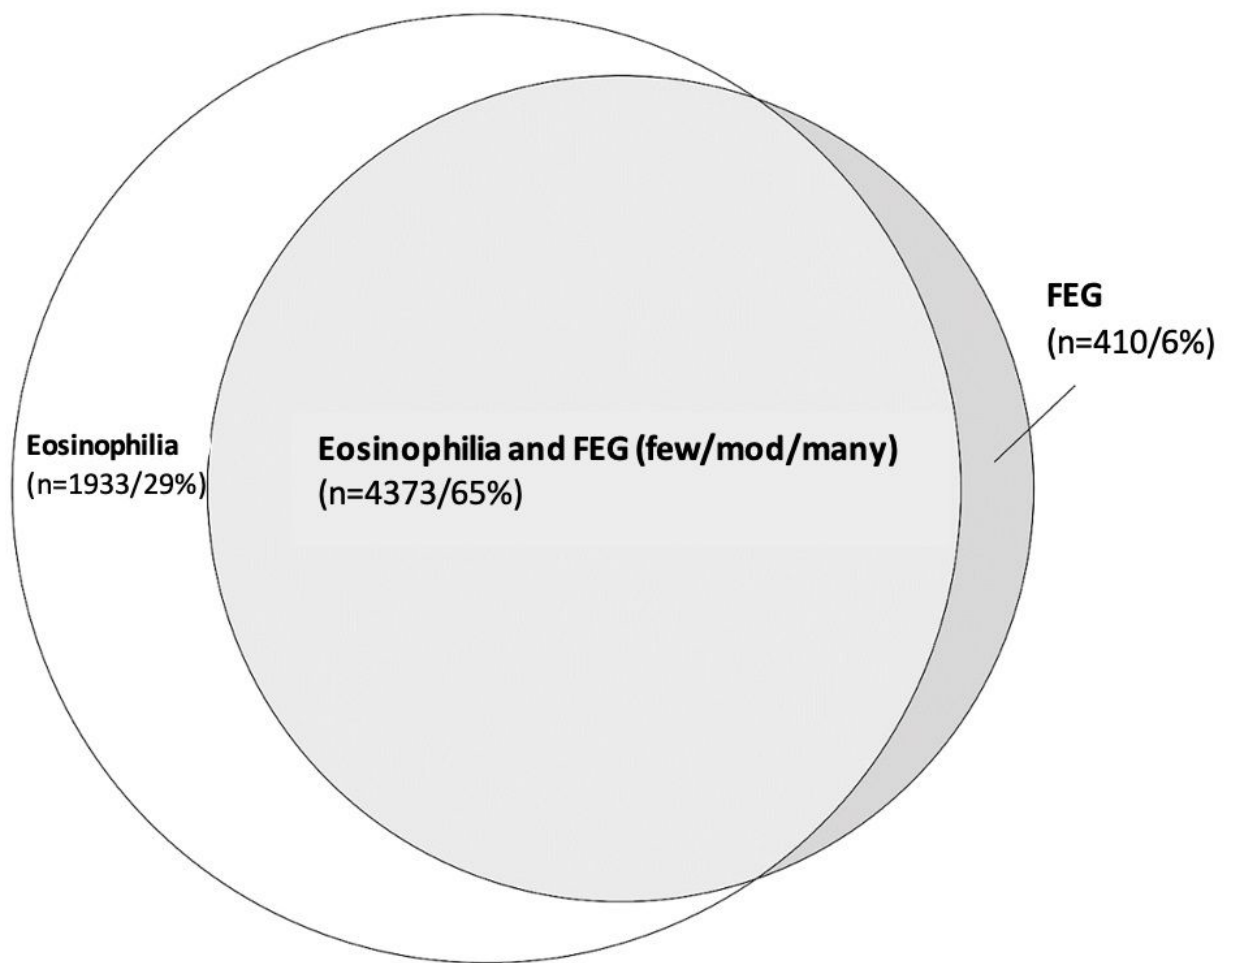 FEG
(n=410/6%)
Eosinophilia
(n=1933/29%)
Eosinophilia and FEG (few/mod/many)
(n=4373/65%)